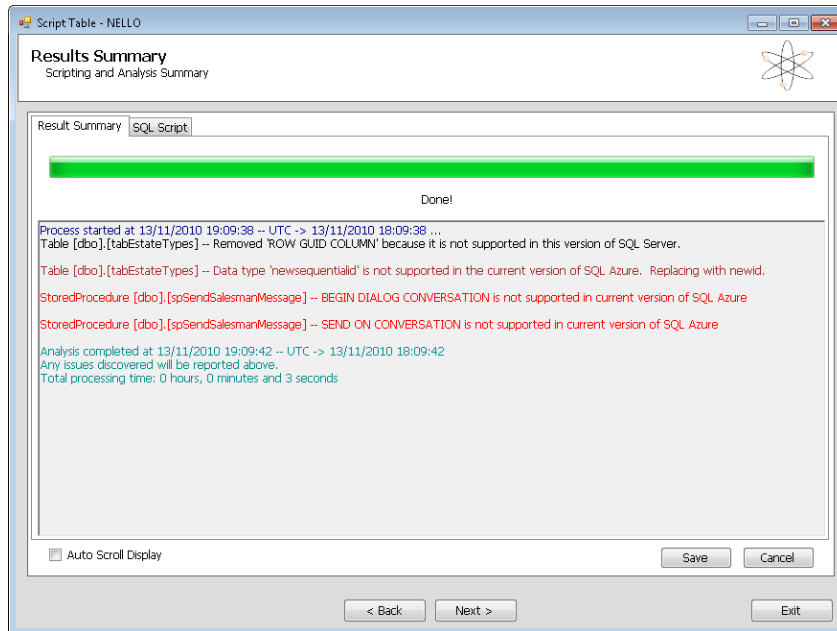 Script Table - NELLO
Results Summary
Scripting and Analysis Summary
Result Summary
SQL Script
Done!
Process started at 13/11/2010 19:09:38 -- UTC -> 13/11/2010 18:09:38 ...
Table [dbo].[tabEstateTypes] -- Removed 'ROW GUID COLUMN' because it is not supported in this version of SQL Server.
Table [dbo].[tabEstateTypes] -- Data type 'newsequentialid' is not supported in the current version of SQL Azure.  Replacing with newid.
StoredProcedure [dbo].[spSendSalesmanMessage] -- BEGIN DIALOG CONVERSATION is not supported in current version of SQL Azure
StoredProcedure [dbo].[spSendSalesmanMessage] -- SEND ON CONVERSATION is not supported in current version of SQL Azure
Analysis completed at 13/11/2010 19:09:42 -- UTC -> 13/11/2010 18:09:42
Any issues discovered will be reported above.
Total processing time: 0 hours, 0 minutes and 3 seconds
Auto Scroll Display
Save
Cancel
< Back
Next >
Exit